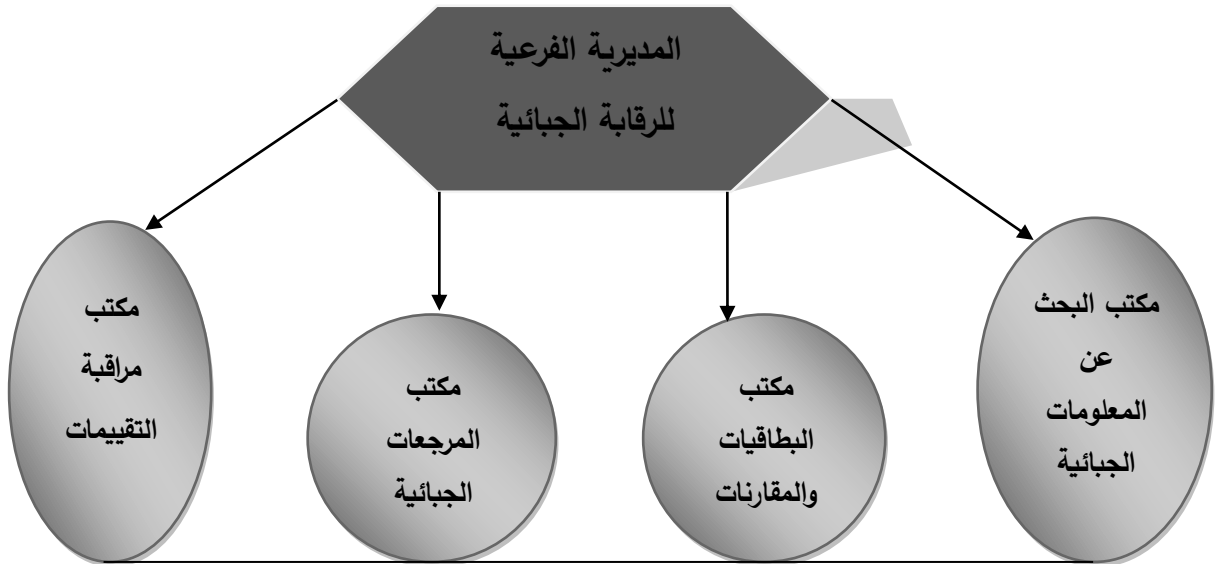 المديرية الفرعية
للرقابة الجبائية
مكتب البحث
عن
المعلومات
الجبائية
مكتب
البطاقيات
والمقارنات
مكتب
المرجعات
الجبائية
مكتب
مراقبة
التقييمات